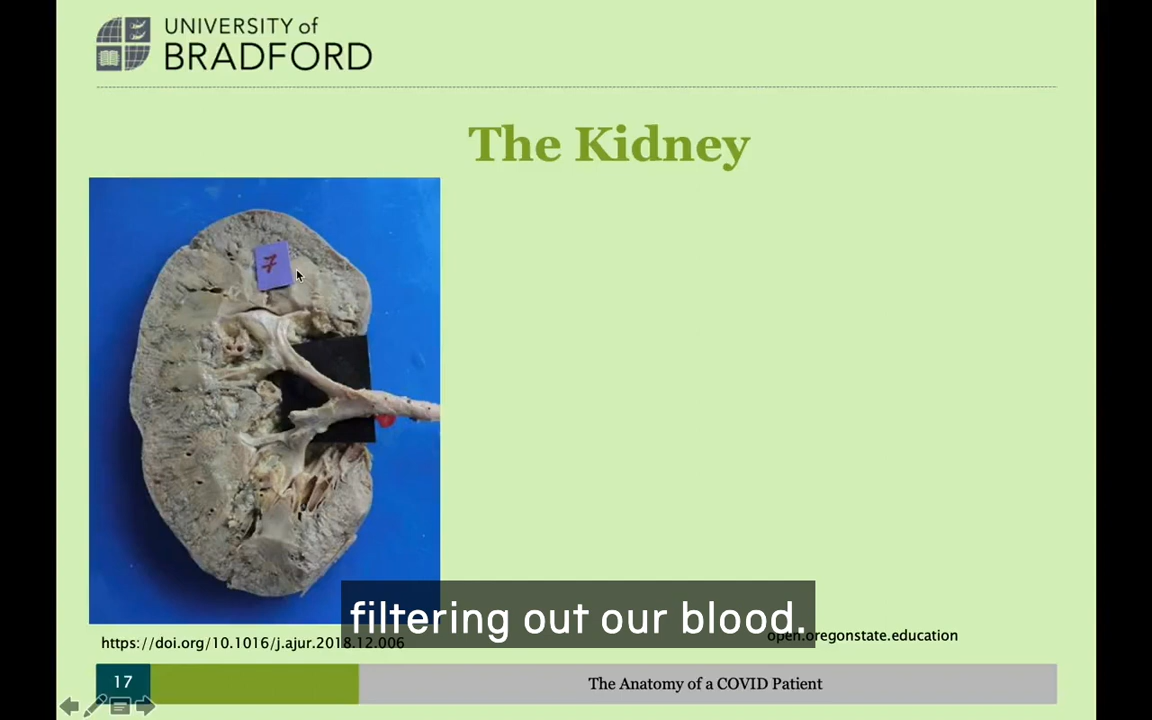 UNIVERSITY of
BRADFORD
The Kidney
7
filtering out our blood.
https://doi.org/10.1016/j.ajur.2018.12.006
open.oregonstate.education
17
The Anatomy of a COVID Patient